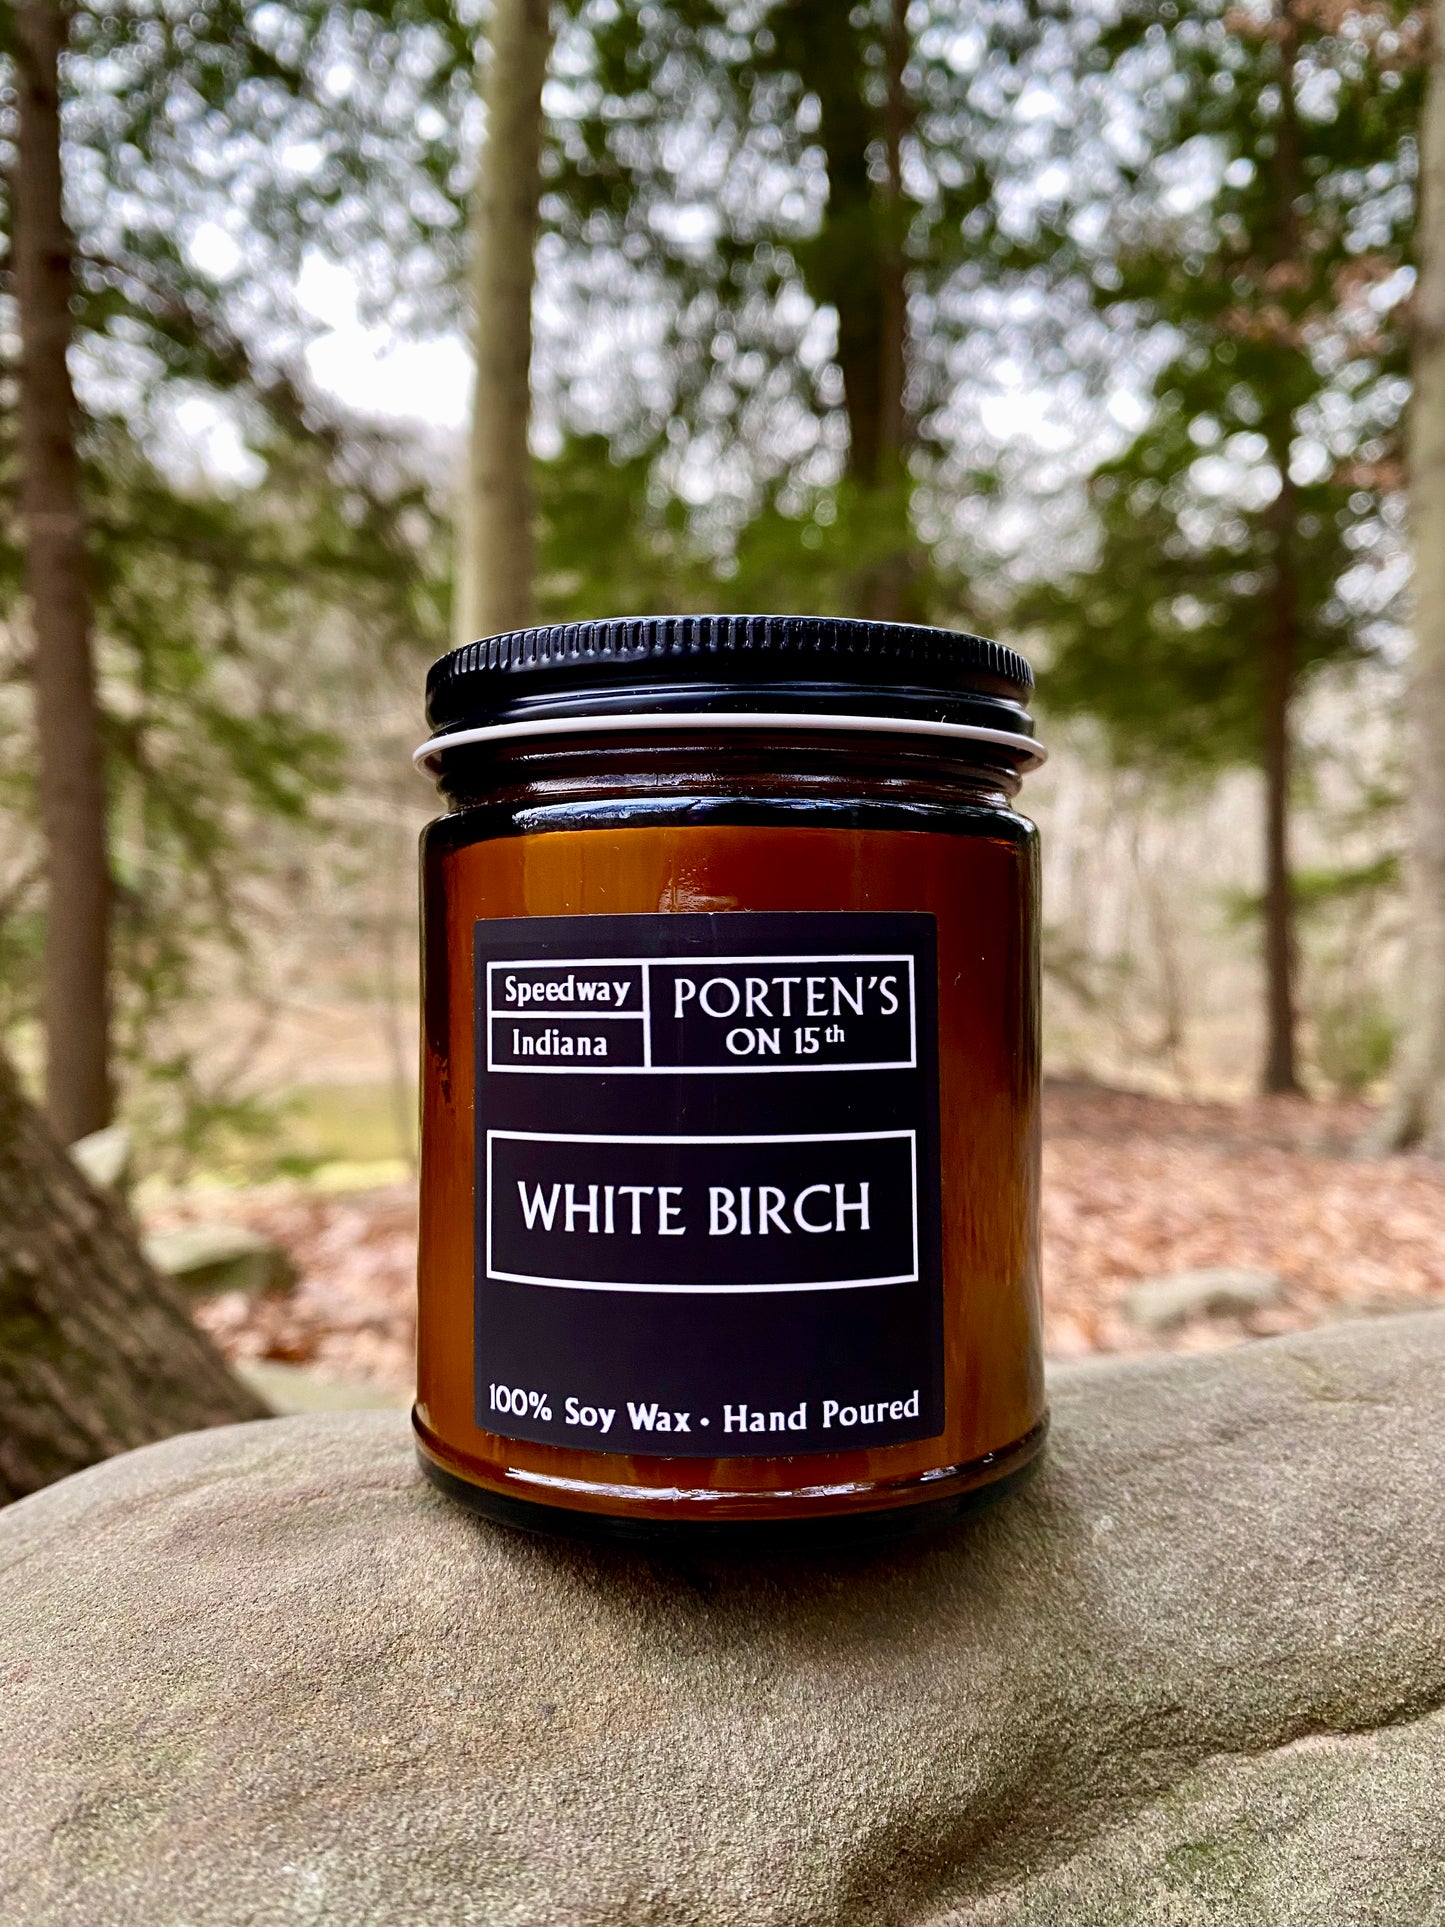 Speedway
Indiana
PORTEN'S
ON 15th
WHITE BIRCH
100% Soy Wax • Hand Poured